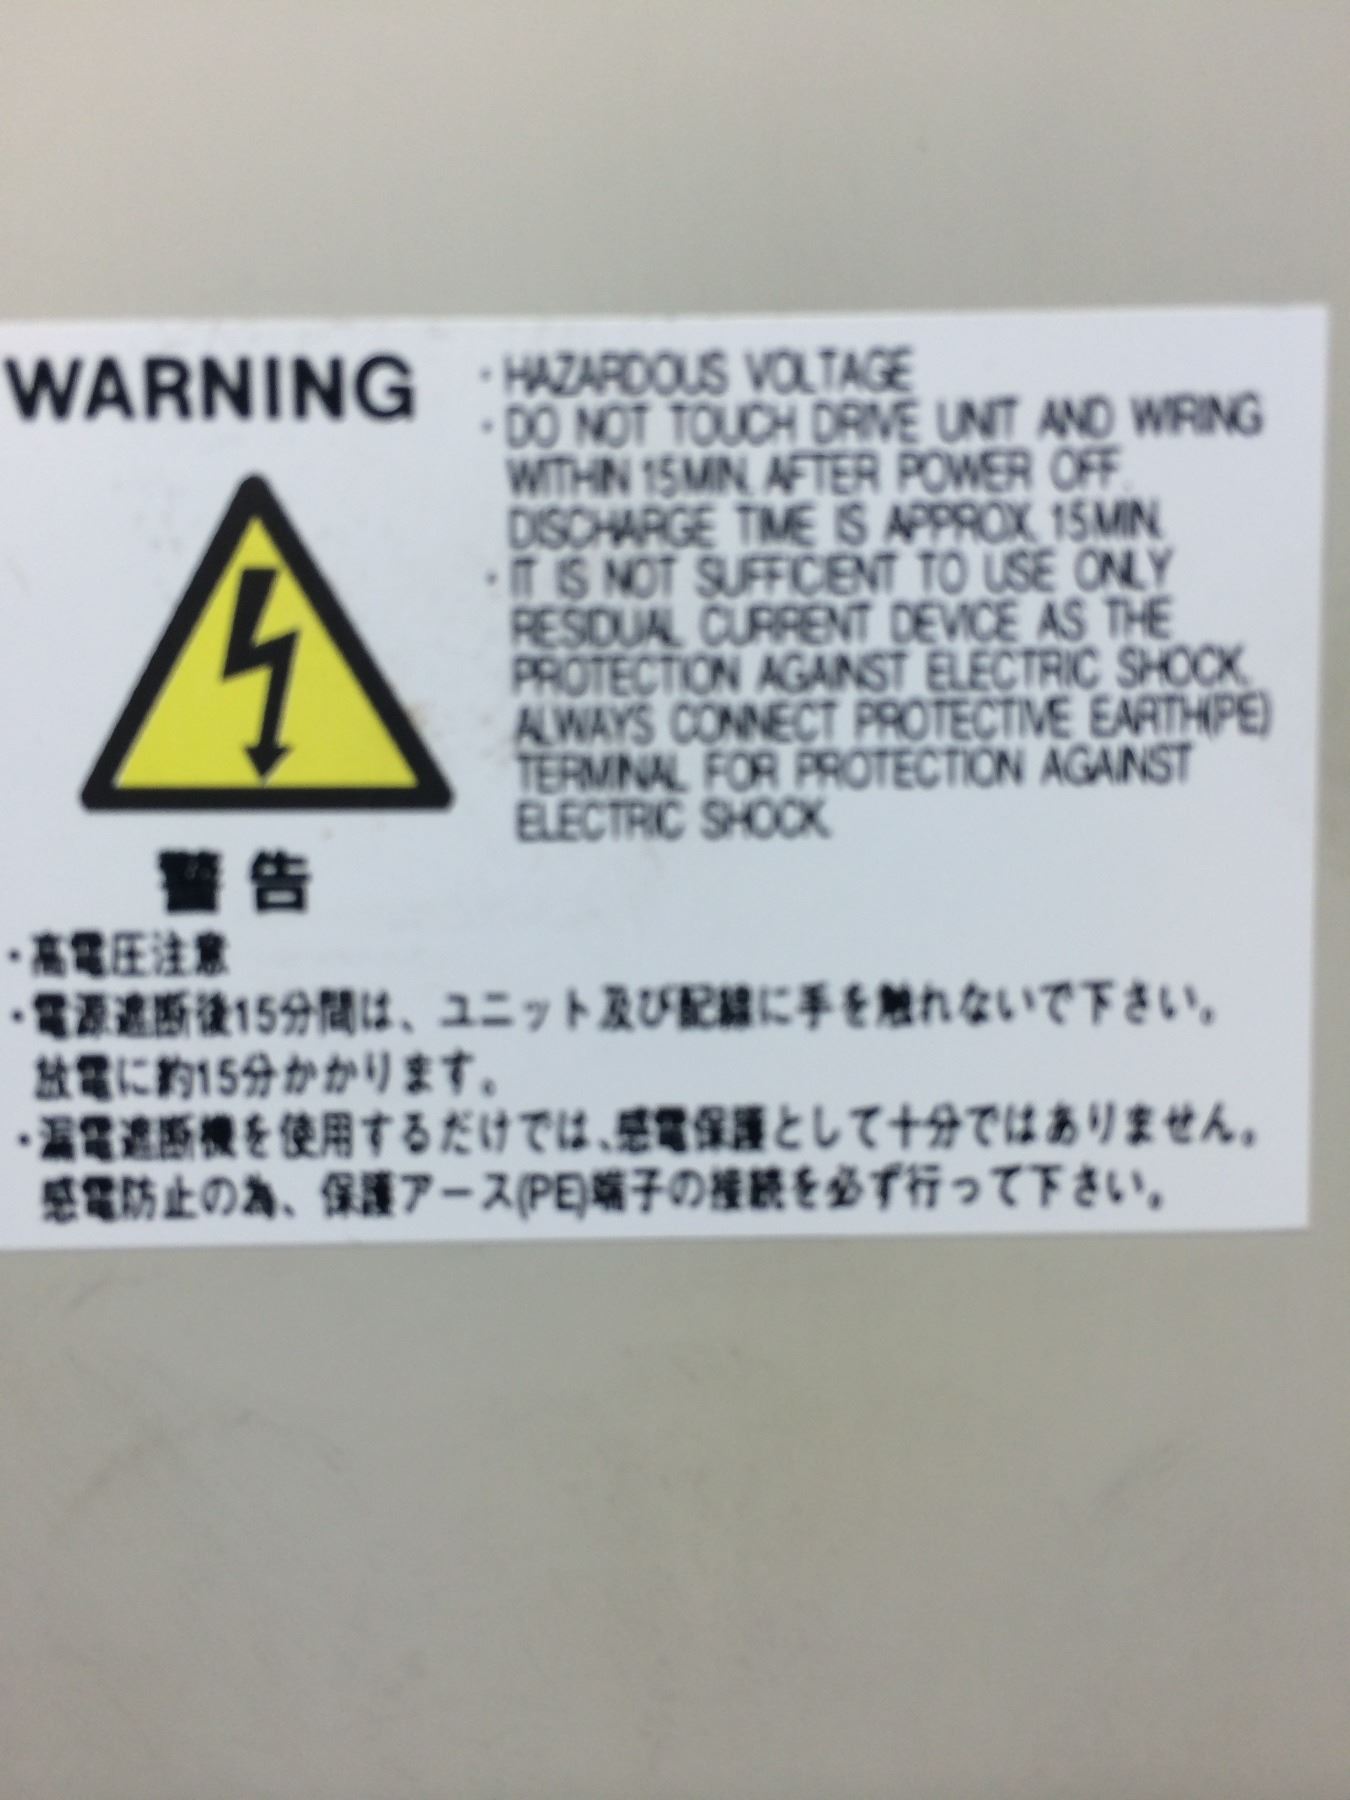 WARNING
・HAZARDOUS VOLTAGE
・DO NOT TOUCH DRIVE UNIT AND WIRING
WITHIN 15MIN. AFTER POWER OFF.
DISCHARGE TIME IS APPROX. 15MIN.
・IT IS NOT SUFFICIENT TO USE ONLY
RESIDUAL CURRENT DEVICE AS THE
PROTECTION AGAINST ELECTRIC SHOCK.
ALWAYS CONNECT PROTECTIVE EARTH(PE)
TERMINAL FOR PROTECTION AGAINST
ELECTRIC SHOCK.
警告
・高電圧注意
・電源遮断後15分間は、ユニット及び配線に手を触れないで下さい。
放電に約15分かかります。
・漏電遮断機を使用するだけでは、感電保護として十分ではありません。
感電防止の為、保護アース(PE)端子の接続を必ず行って下さい。